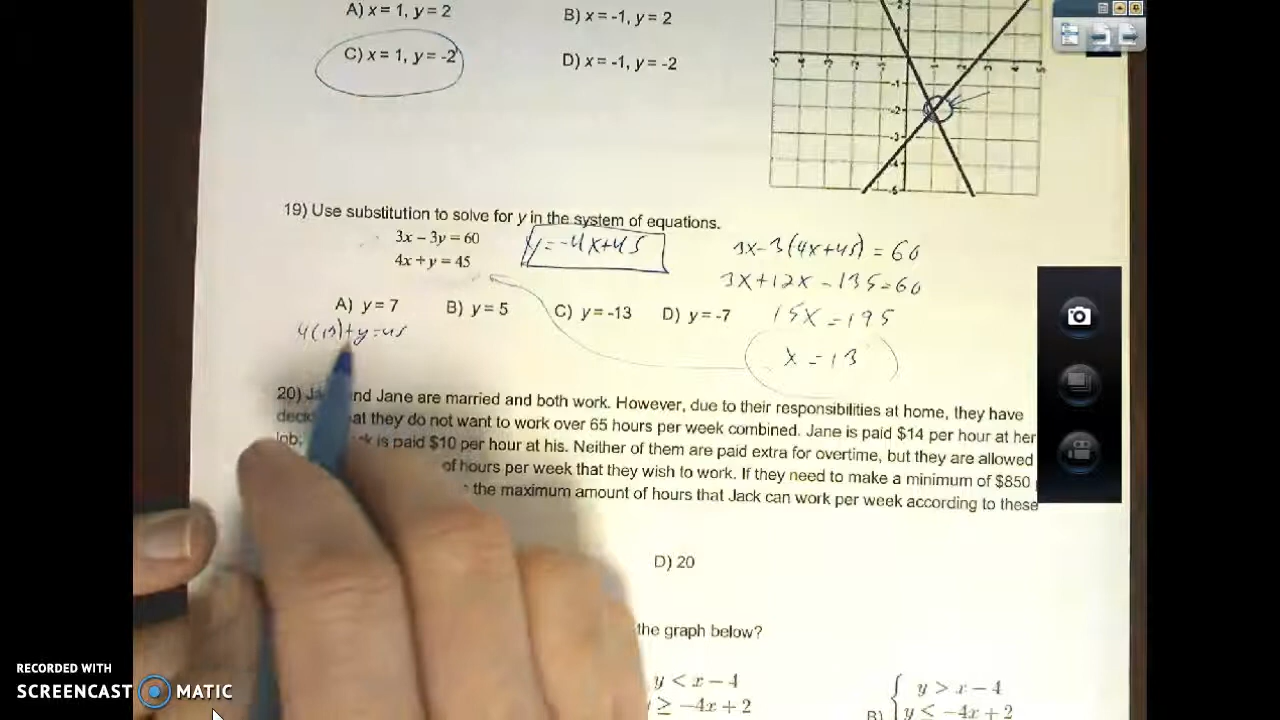 A) x = 1, y = 2
B) x = -1, y = 2
C) x = 1, y = -2
D) x = -1, y = -2
19) Use substitution to solve for y in the system of equations.
3x – 3y = 60
4x + y = 45
y = -4x+45
3x-3(4x+45) = 60
3x+12x-135=60
15x = 195
x = 13
A) y = 7
B) y = 5
C) y = -13
D) y = -7
4(13)+y=45
20) and Jane are married and both work. However, due to their responsibilities at home, they have
that they do not want to work over 65 hours per week combined. Jane is paid $14 per hour at her
job; is paid $10 per hour at his. Neither of them are paid extra for overtime, but they are allowed
of hours per week that they wish to work. If they need to make a minimum of $850
the maximum amount of hours that Jack can work per week according to these
D) 20
the graph below?
y < x – 4
≥ –4x + 2
B)
y > x – 4
y ≤ –4x + 2
-1
-2
-3
RECORDED WITH
SCREENCAST MATIC